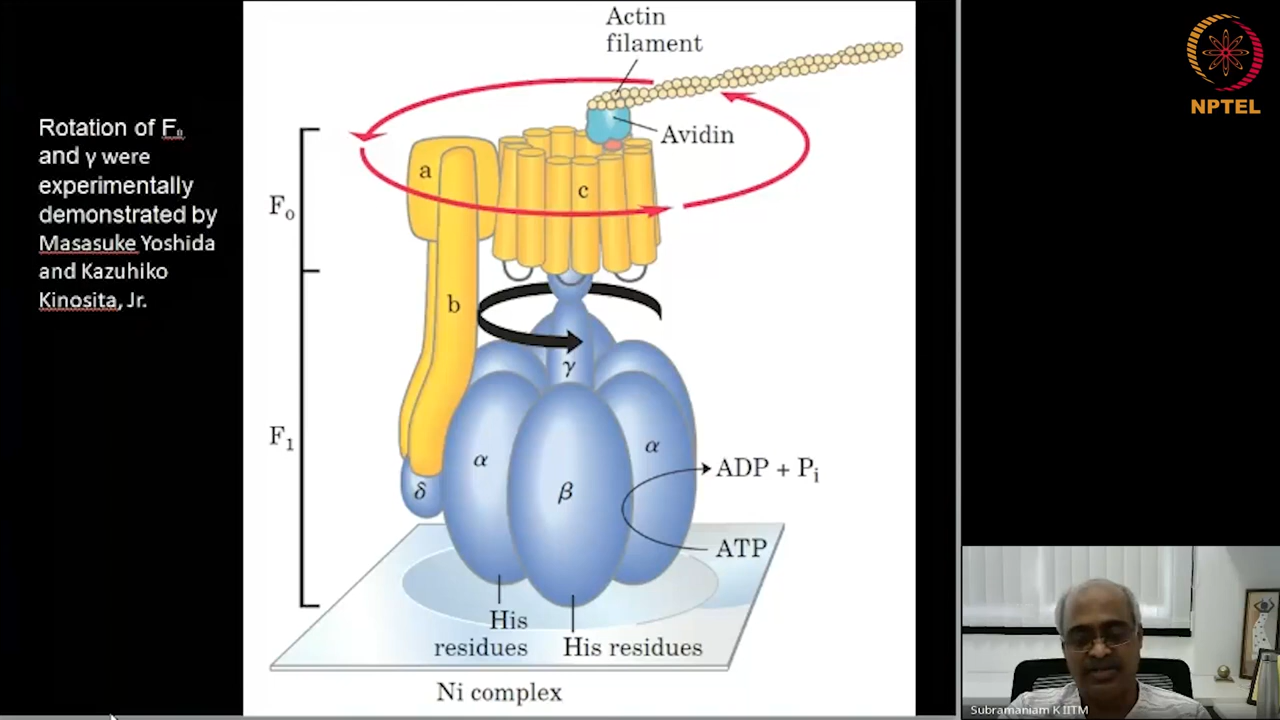 Rotation of F₀
and γ were
experimentally
demonstrated by
Masasuke Yoshida
and Kazuhiko
Kinosita, Jr.
Actin
filament
Avidin
a
c
Fₒ
b
γ
F₁
α
α
β
δ
ADP + Pᵢ
ATP
His
residues
His residues
Ni complex
NPTEL
Subramaniam K IITM